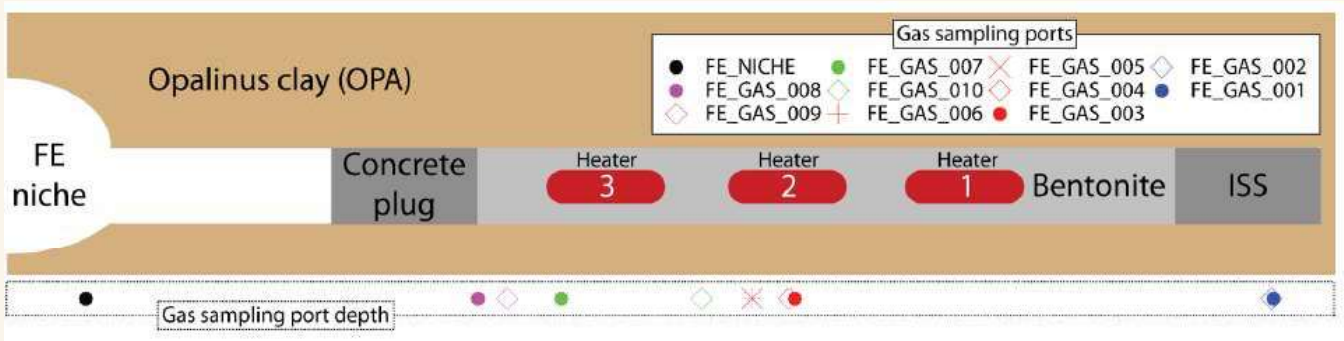 Gas sampling ports
FE_NICHE FE_GAS_007 FE_GAS_005 FE_GAS_002
FE_GAS_008 FE_GAS_010 FE_GAS_004 FE_GAS_001
FE_GAS_009 FE_GAS_006 FE_GAS_003
Opalinus clay (OPA)
FE
niche
Concrete
plug
Heater
3
Heater
2
Heater
1
Bentonite
ISS
Gas sampling port depth